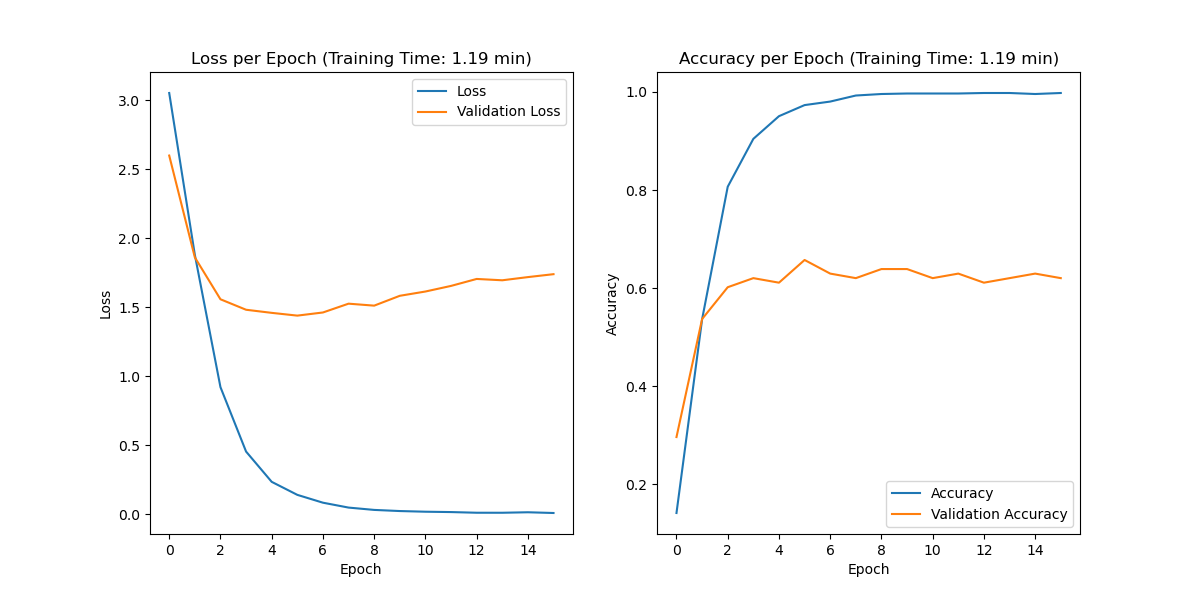 Loss per Epoch (Training Time: 1.19 min)
Loss
Validation Loss
3.0
2.5
2.0
1.5
1.0
0.5
0.0
Loss
0 2 4 6 8 10 12 14
Epoch
Accuracy per Epoch (Training Time: 1.19 min)
1.0
0.8
0.6
0.4
0.2
Accuracy
Accuracy
Validation Accuracy
0 2 4 6 8 10 12 14
Epoch